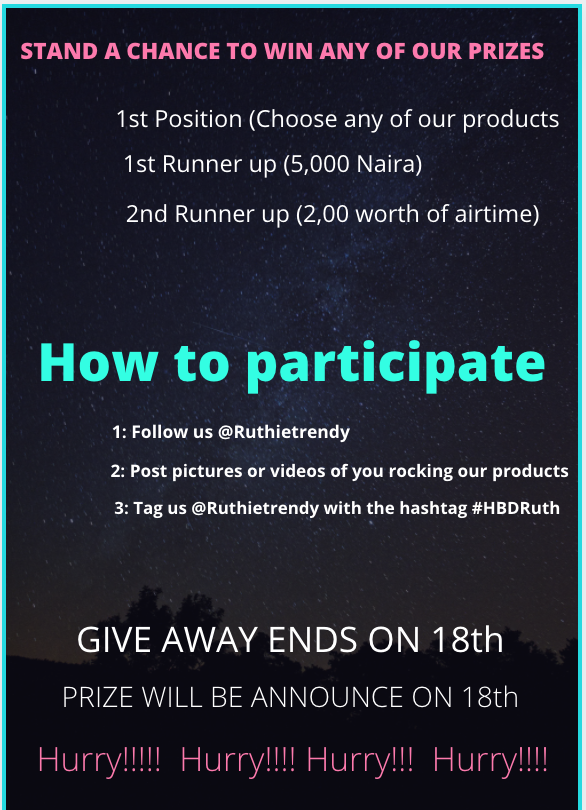 STAND A CHANCE TO WIN ANY OF OUR PRIZES
1st Position (Choose any of our products
1st Runner up (5,000 Naira)
2nd Runner up (2,00 worth of airtime)
How to participate
1: Follow us @Ruthietrendy
2: Post pictures or videos of you rocking our products
3: Tag us @Ruthietrendy with the hashtag #HBDRuth
GIVE AWAY ENDS ON 18th
PRIZE WILL BE ANNOUNCE ON 18th
Hurry!!!!! Hurry!!!! Hurry!!! Hurry!!!!